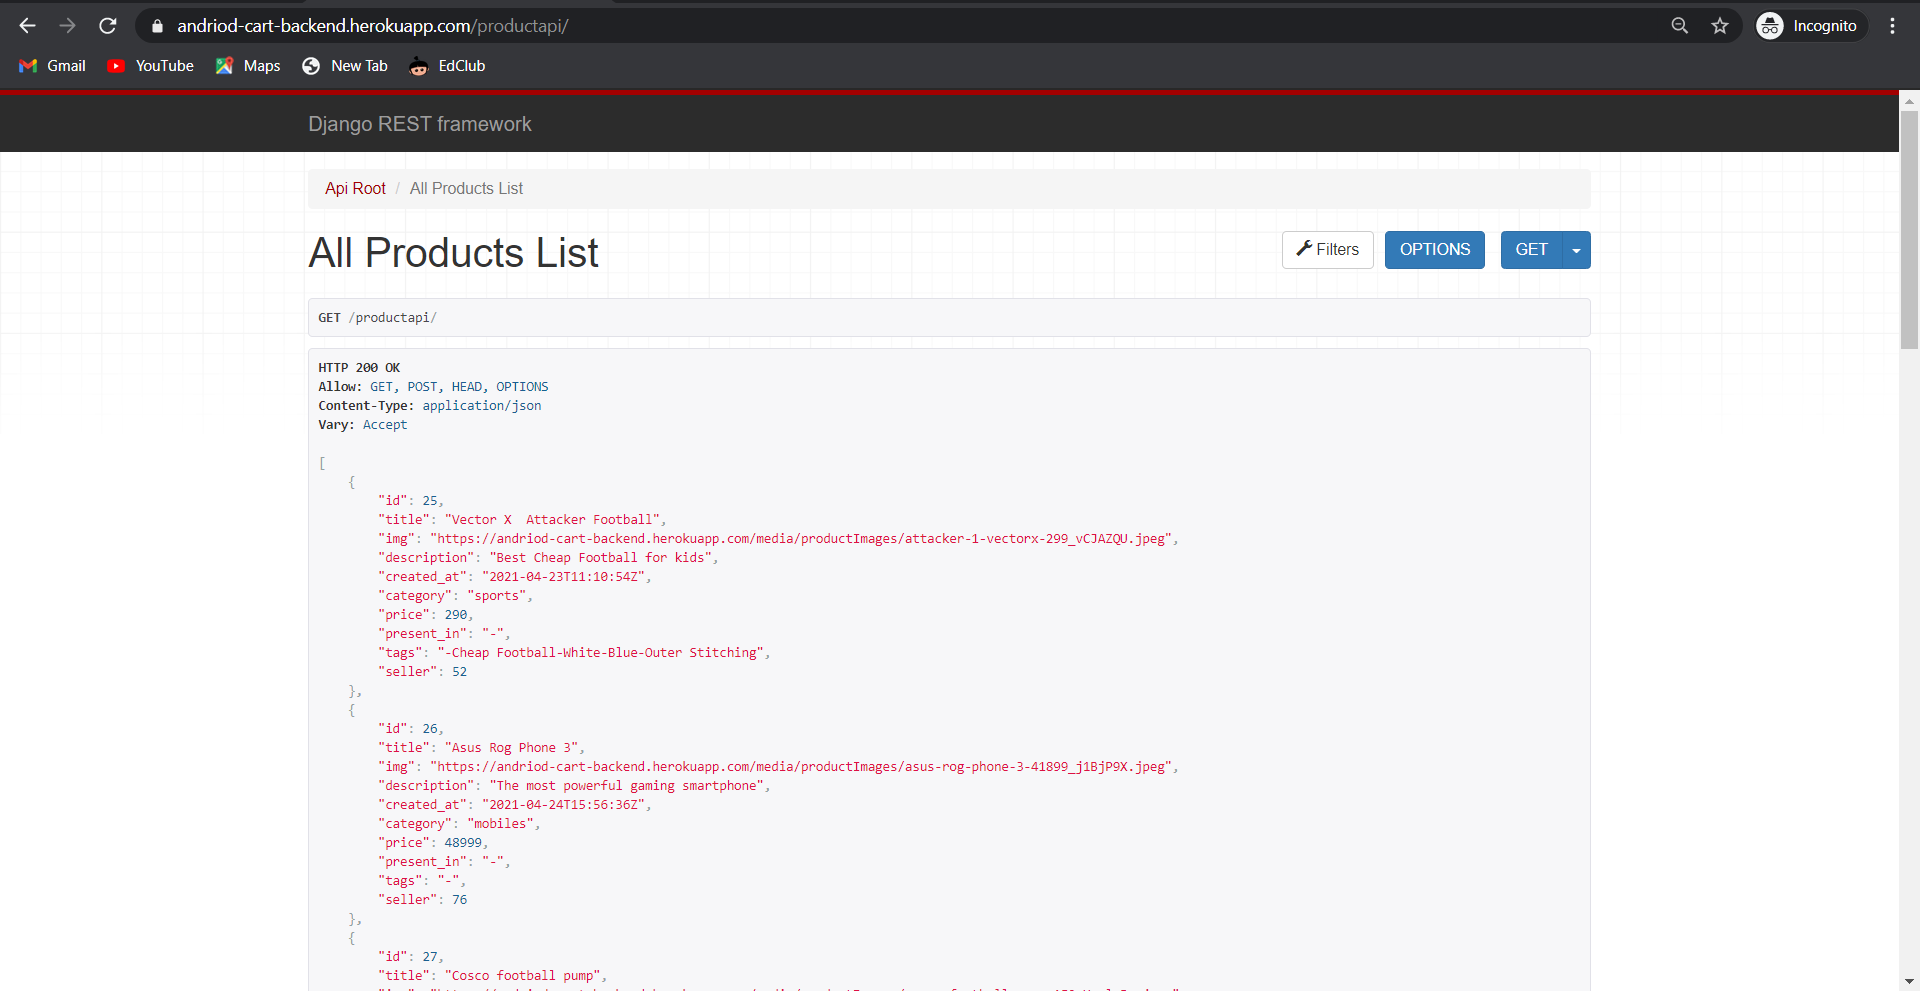 andriod-cart-backend.herokuapp.com/productapi/
Incognito
Gmail YouTube Maps New Tab EdClub
Django REST framework
Api Root / All Products List
All Products List
Filters OPTIONS GET
GET /productapi/
HTTP 200 OK
Allow: GET, POST, HEAD, OPTIONS
Content-Type: application/json
Vary: Accept
[
{
"id": 25,
"title": "Vector X  Attacker Football",
"img": "https://andriod-cart-backend.herokuapp.com/media/productImages/attacker-1-vectorx-299_vCJAZQU.jpeg",
"description": "Best Cheap Football for kids",
"created_at": "2021-04-23T11:10:54Z",
"category": "sports",
"price": 290,
"present_in": "-",
"tags": "-Cheap Football-White-Blue-Outer Stitching",
"seller": 52
},
{
"id": 26,
"title": "Asus Rog Phone 3",
"img": "https://andriod-cart-backend.herokuapp.com/media/productImages/asus-rog-phone-3-41899_j1BjP9X.jpeg",
"description": "The most powerful gaming smartphone",
"created_at": "2021-04-24T15:56:36Z",
"category": "mobiles",
"price": 48999,
"present_in": "-",
"tags": "-",
"seller": 76
},
{
"id": 27,
"title": "Cosco football pump",